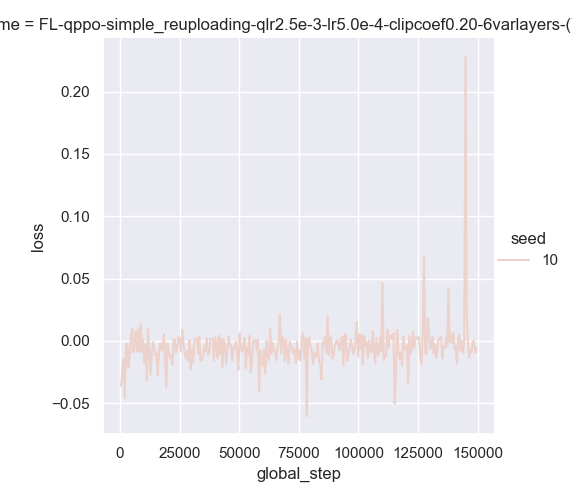 me = FL-qppo-simple_reuploading-qlr2.5e-3-lr5.0e-4-clipcoef0.20-6varlayers-(
0.20
0.15
0.10
0.05
0.00
−0.05
loss
0 25000 50000 75000 100000 125000 150000
global_step
seed
10